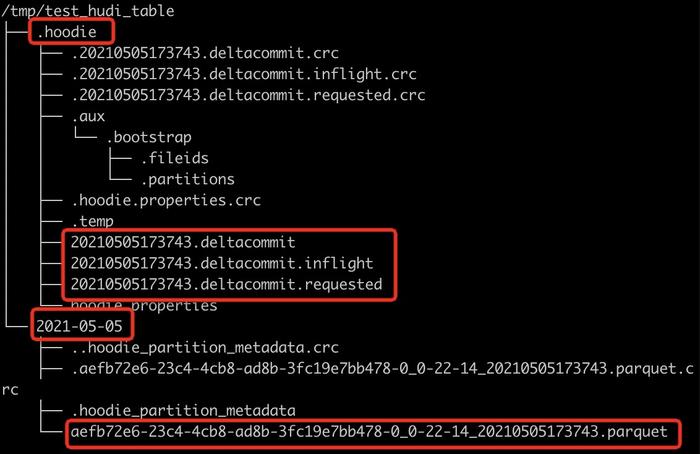 /tmp/test_hudi_table
.hoodie
.20210505173743.deltacommit.crc
.20210505173743.deltacommit.inflight.crc
.20210505173743.deltacommit.requested.crc
.aux
.bootstrap
.fileids
.partitions
.hoodie.properties.crc
.temp
20210505173743.deltacommit
20210505173743.deltacommit.inflight
20210505173743.deltacommit.requested
hoodie.properties
2021-05-05
..hoodie_partition_metadata.crc
.aefb72e6-23c4-4cb8-ad8b-3fc19e7bb478-0_0-22-14_20210505173743.parquet.c
rc
.hoodie_partition_metadata
aefb72e6-23c4-4cb8-ad8b-3fc19e7bb478-0_0-22-14_20210505173743.parquet